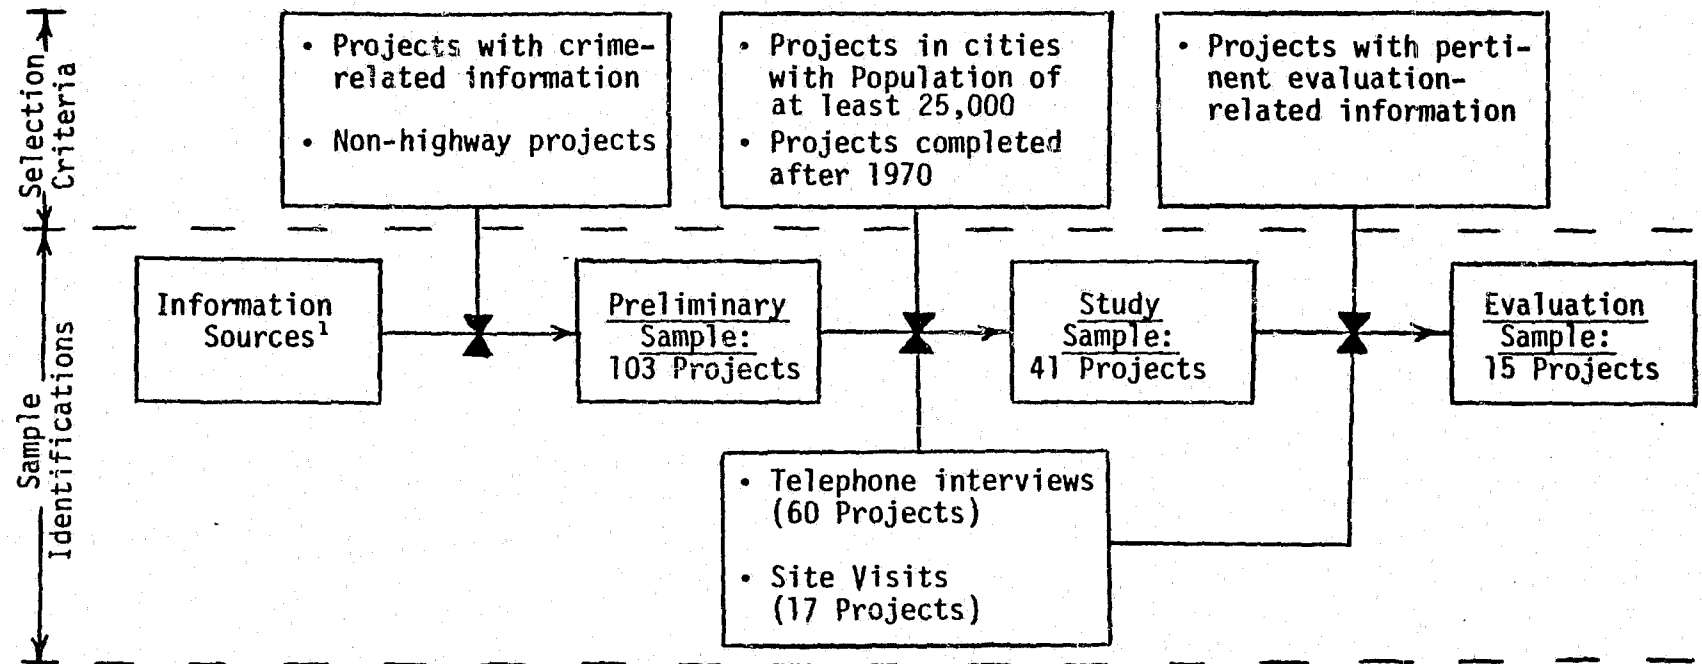 Selection
Criteria
• Projects with crime-
related information
• Non-highway projects
• Projects in cities
with Population of
at least 25,000
• Projects completed
after 1970
• Projects with perti-
nent evaluation-
related information
Sample
Identifications
Information
Sources¹
Preliminary
Sample:
103 Projects
Study
Sample:
41 Projects
Evaluation
Sample:
15 Projects
• Telephone interviews
(60 Projects)
• Site Visits
(17 Projects)